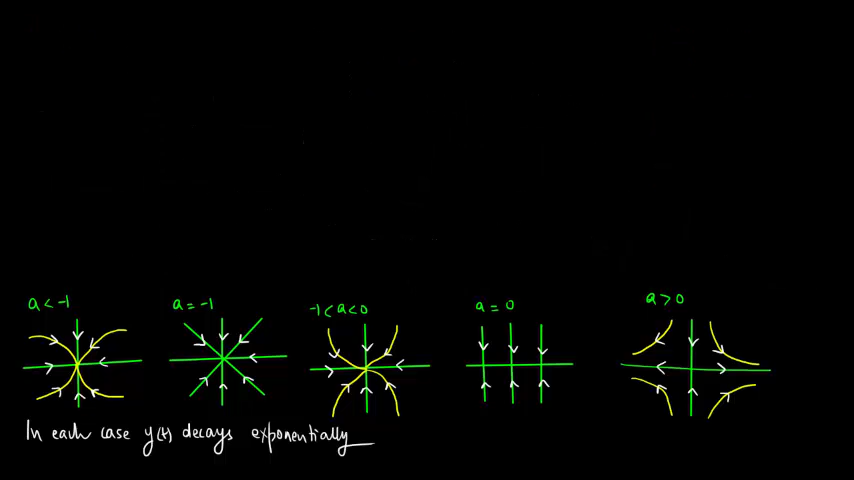 a < -1
a = -1
-1 < a < 0
a = 0
a > 0
In each case y(t) decays exponentially